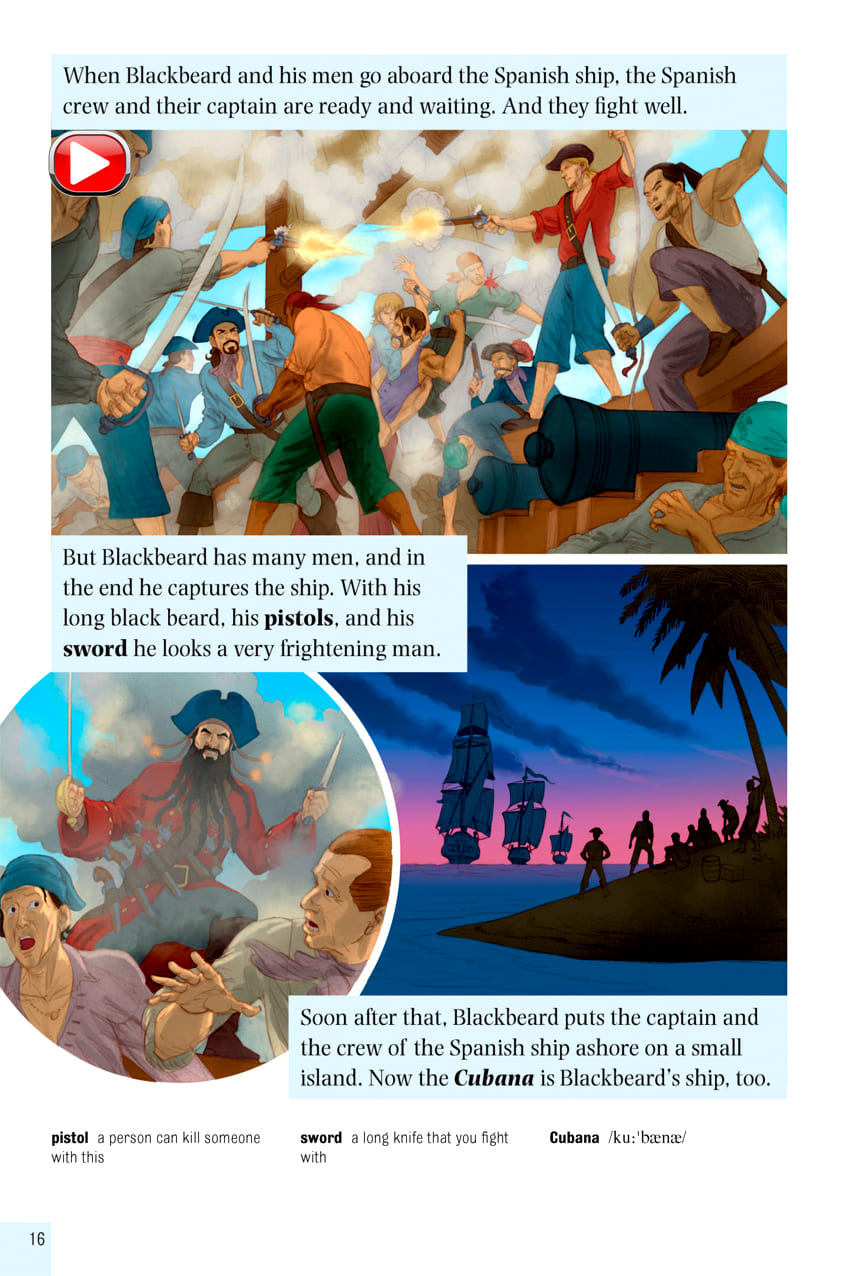 When Blackbeard and his men go aboard the Spanish ship, the Spanish
crew and their captain are ready and waiting. And they fight well.
But Blackbeard has many men, and in
the end he captures the ship. With his
long black beard, his pistols, and his
sword he looks a very frightening man.
Soon after that, Blackbeard puts the captain and
the crew of the Spanish ship ashore on a small
island. Now the Cubana is Blackbeard's ship, too.
pistol a person can kill someone
with this
sword a long knife that you fight
with
Cubana /kuːˈbænæ/
16